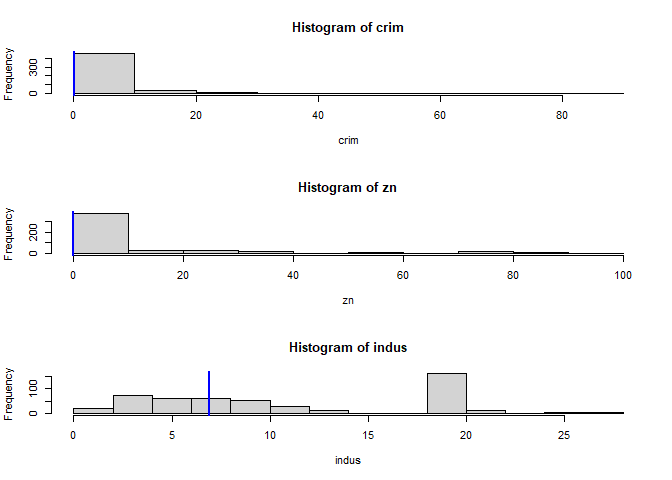 Histogram of crim
Frequency
300
0
0 20 40 60 80
crim
Histogram of zn
Frequency
200
0
0 20 40 60 80 100
zn
Histogram of indus
Frequency
100
0
0 5 10 15 20 25
indus